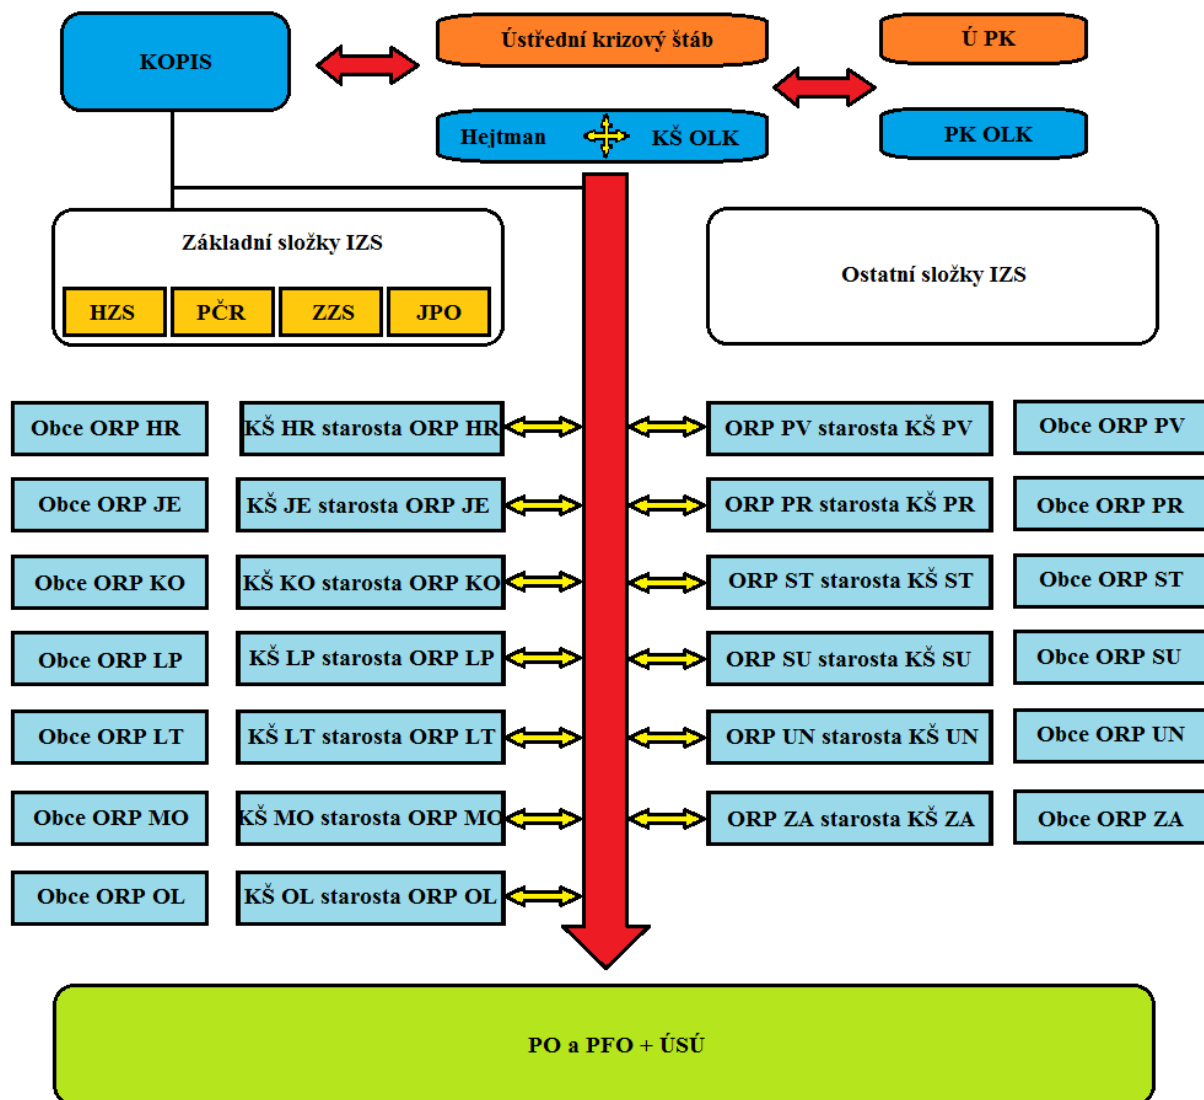 KOPIS
Ústřední krizový štáb
Ú PK
Hejtman
KŠ OLK
PK OLK
Základní složky IZS
HZS
PČR
ZZS
JPO
Ostatní složky IZS
Obce ORP HR
KŠ HR starosta ORP HR
ORP PV starosta KŠ PV
Obce ORP PV
Obce ORP JE
KŠ JE starosta ORP JE
ORP PR starosta KŠ PR
Obce ORP PR
Obce ORP KO
KŠ KO starosta ORP KO
ORP ST starosta KŠ ST
Obce ORP ST
Obce ORP LP
KŠ LP starosta ORP LP
ORP SU starosta KŠ SU
Obce ORP SU
Obce ORP LT
KŠ LT starosta ORP LT
ORP UN starosta KŠ UN
Obce ORP UN
Obce ORP MO
KŠ MO starosta ORP MO
ORP ZA starosta KŠ ZA
Obce ORP ZA
Obce ORP OL
KŠ OL starosta ORP OL
PO a PFO + ÚSÚ